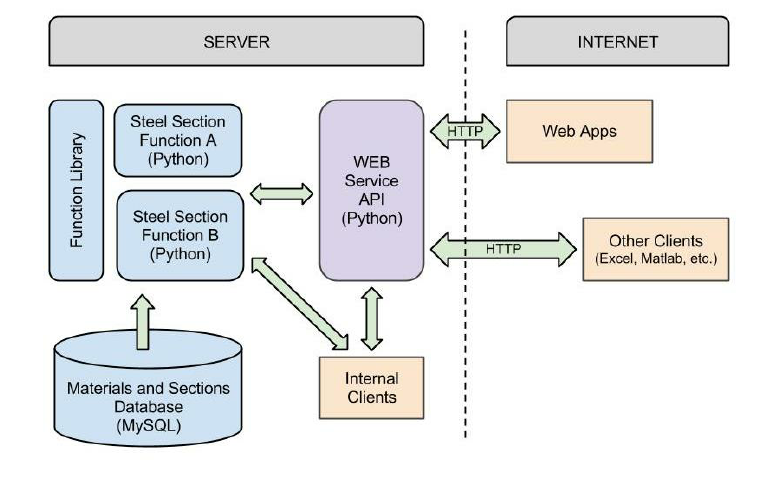 SERVER
INTERNET
Function Library
Steel Section
Function A
(Python)
Steel Section
Function B
(Python)
WEB
Service
API
(Python)
HTTP
Web Apps
HTTP
Other Clients
(Excel, Matlab, etc.)
Materials and Sections
Database
(MySQL)
Internal
Clients